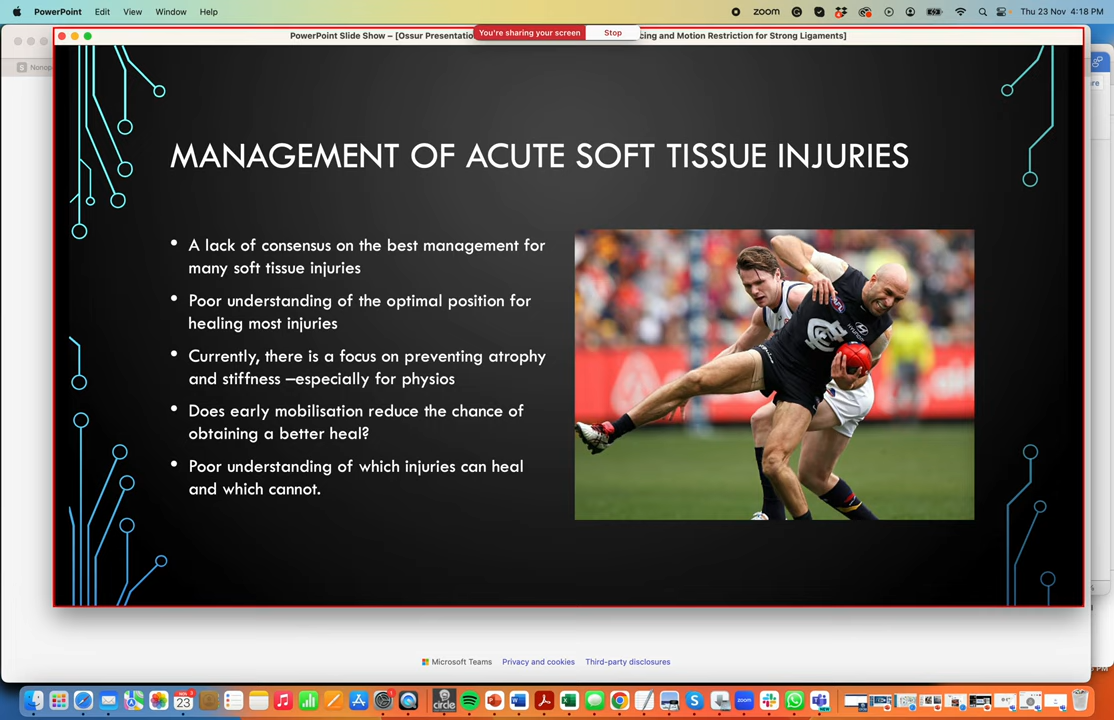 PowerPoint Edit View Window Help
zoom
Thu 23 Nov 4:18 PM
PowerPoint Slide Show – [Ossur Presentatio
You're sharing your screen
Stop
cing and Motion Restriction for Strong Ligaments]
MANAGEMENT OF ACUTE SOFT TISSUE INJURIES
• A lack of consensus on the best management for
many soft tissue injuries
• Poor understanding of the optimal position for
healing most injuries
• Currently, there is a focus on preventing atrophy
and stiffness –especially for physios
• Does early mobilisation reduce the chance of
obtaining a better heal?
• Poor understanding of which injuries can heal
and which cannot.
HYUNDAI
Microsoft Teams Privacy and cookies Third-party disclosures
23
circle
zoom